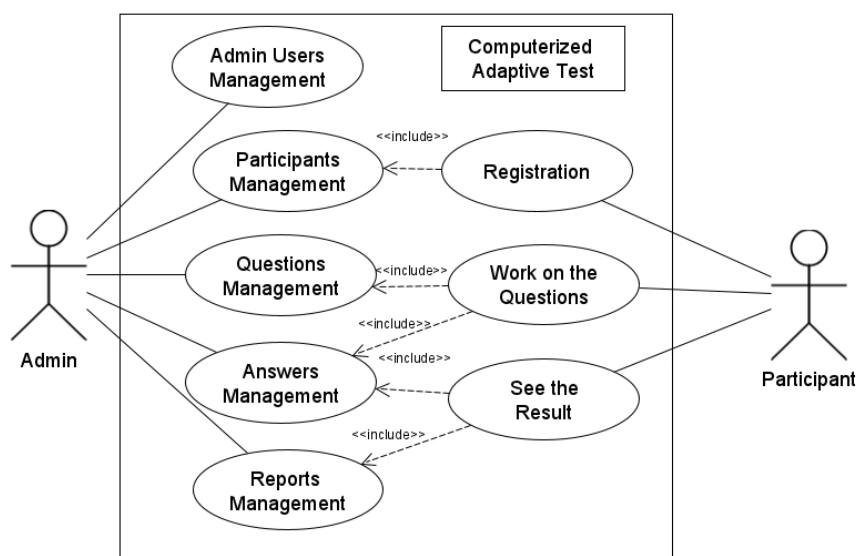 Admin Users
Management
Computerized
Adaptive Test
<<include>>
Participants
Management
Registration
Questions
Management
<<include>>
Work on the
Questions
<<include>>
Admin
Answers
Management
<<include>>
See the
Result
Participant
<<include>>
Reports
Management